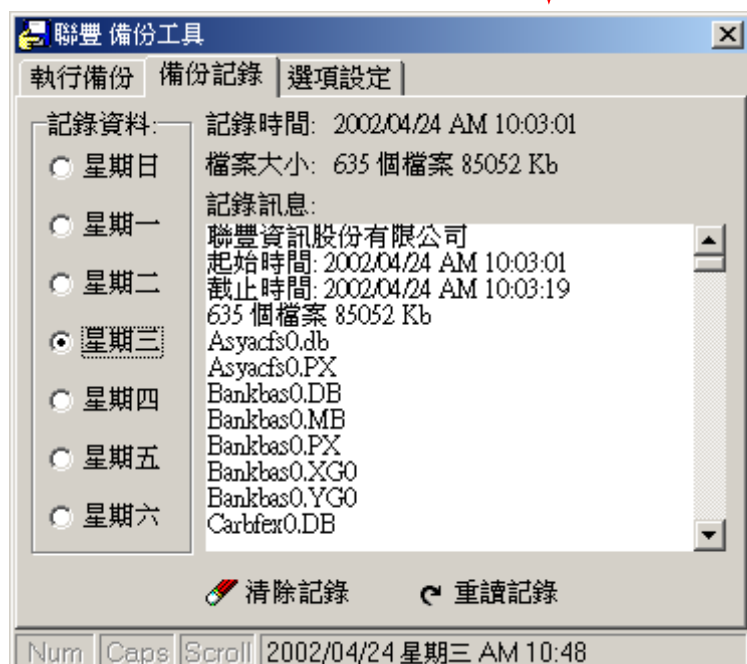 聯豐 備份工具
執行備份 備份記錄 選項設定
記錄資料:
星期日
星期一
星期二
星期三
星期四
星期五
星期六
記錄時間: 2002/04/24 AM 10:03:01
檔案大小: 635 個檔案 85052 Kb
記錄訊息:
聯豐資訊股份有限公司
起始時間: 2002/04/24 AM 10:03:01
截止時間: 2002/04/24 AM 10:03:19
635 個檔案 85052 Kb
Asyacfs0.db
Asyacfs0.PX
Bankbas0.DB
Bankbas0.MB
Bankbas0.PX
Bankbas0.XG0
Bankbas0.YG0
Carbfex0.DB
清除記錄 重讀記錄
Num Caps Scroll 2002/04/24 星期三 AM 10:48